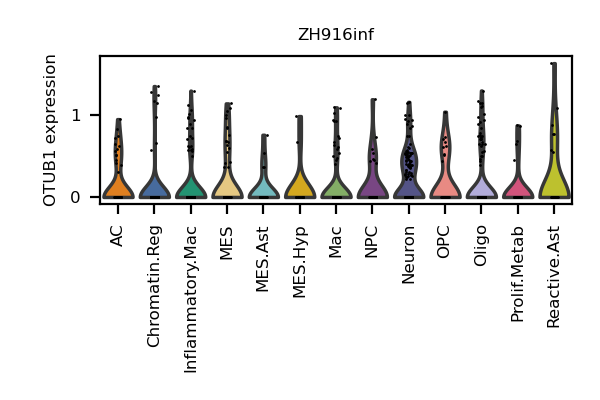 ZH916inf
OTUB1 expression
1
0
AC
Chromatin.Reg
Inflammatory.Mac
MES
MES.Ast
MES.Hyp
Mac
NPC
Neuron
OPC
Oligo
Prolif.Metab
Reactive.Ast